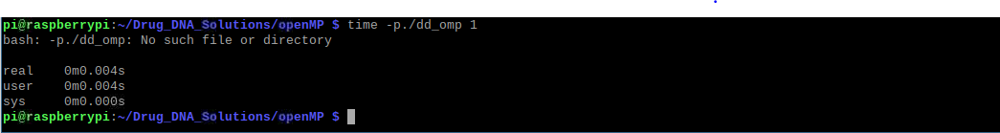 pi@raspberrypi:~/Drug_DNA_Solutions/openMP $ time -p./dd_omp 1
bash: -p./dd_omp: No such file or directory
real 0m0.004s
user 0m0.004s
sys 0m0.000s
pi@raspberrypi:~/Drug_DNA_Solutions/openMP $